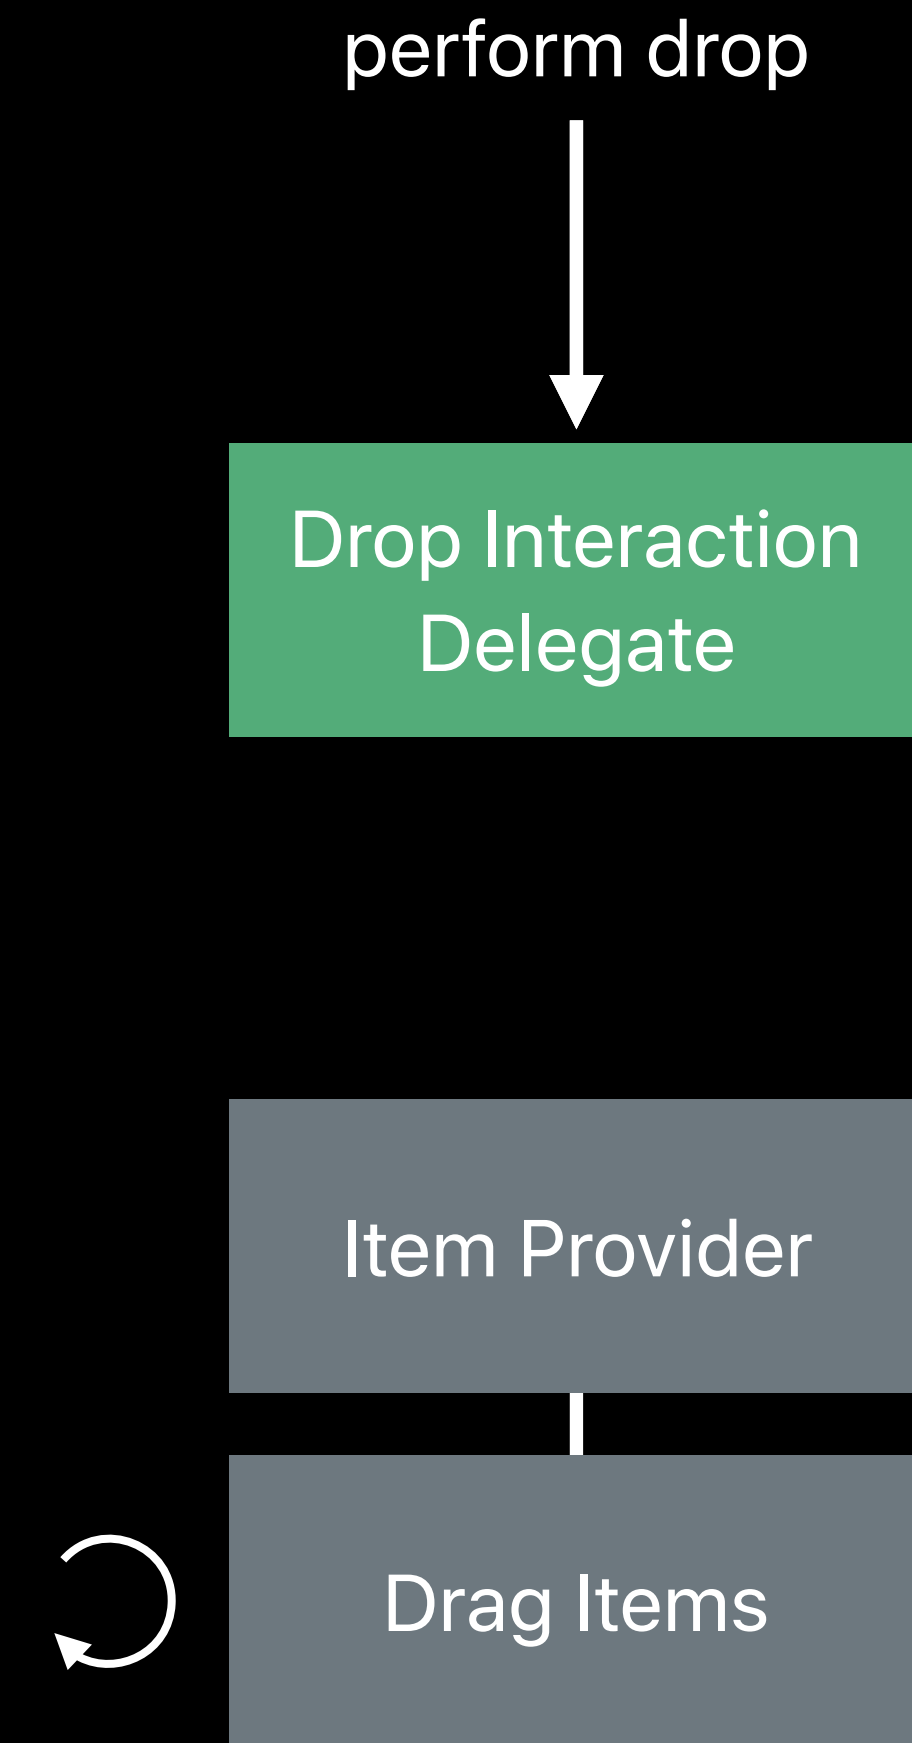 perform drop
Drop Interaction
Delegate
Item Provider
Drag Items